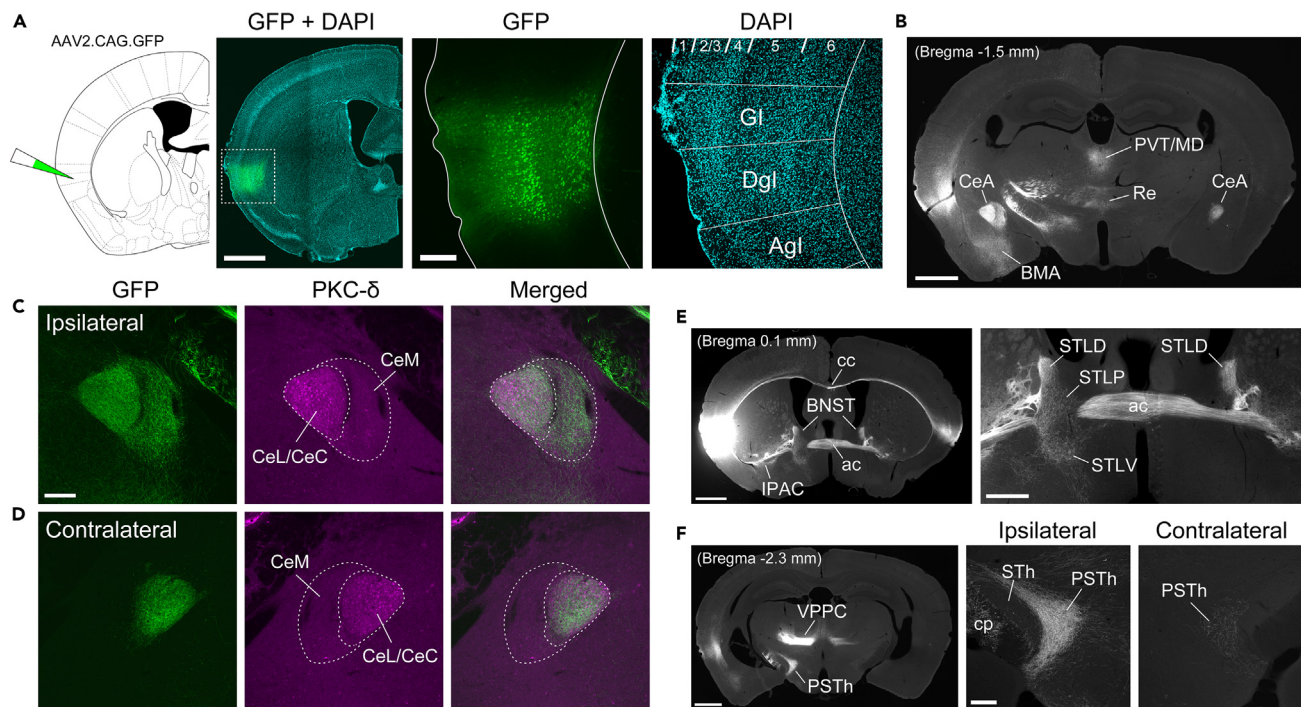 A
AAV2.CAG.GFP
GFP + DAPI
GFP
DAPI
1 2/3 4 5 6
GI
DgI
AgI
B
(Bregma -1.5 mm)
PVT/MD
CeA
CeA
Re
BMA
C
GFP
PKC-δ
Merged
Ipsilateral
CeM
CeL/CeC
D
Contralateral
CeM
CeL/CeC
E
(Bregma 0.1 mm)
cc
BNST
ac
IPAC
STLD
STLD
STLP
ac
STLV
F
(Bregma -2.3 mm)
VPPC
PSTh
Ipsilateral
STh
PSTh
cp
Contralateral
PSTh